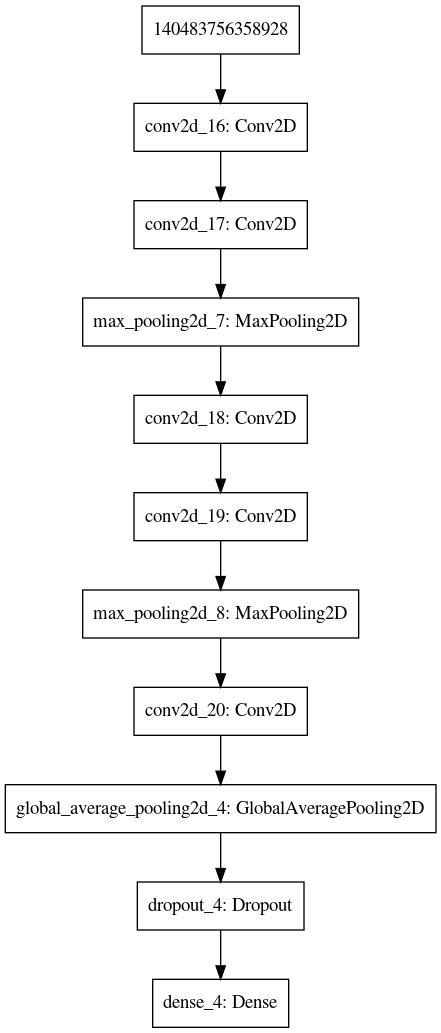 140483756358928
conv2d_16: Conv2D
conv2d_17: Conv2D
max_pooling2d_7: MaxPooling2D
conv2d_18: Conv2D
conv2d_19: Conv2D
max_pooling2d_8: MaxPooling2D
conv2d_20: Conv2D
global_average_pooling2d_4: GlobalAveragePooling2D
dropout_4: Dropout
dense_4: Dense